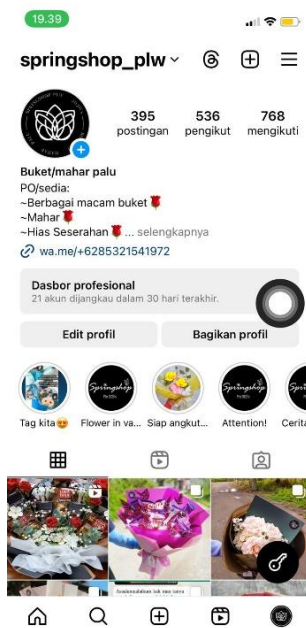 19.39
springshop_plw
395 536 768
postingan pengikut mengikuti
Buket/mahar palu
PO/sedia:
~Berbagai macam buket🌹
~Mahar🌹
~Hias Seserahan🌹... selengkapnya
wa.me/+6285321541972
Dasbor profesional
21 akun dijangkau dalam 30 hari terakhir.
Edit profil Bagikan profil
Springshop Springshop
Tag kita😍 Flower in va... Siap angkut... Attention! Cerita